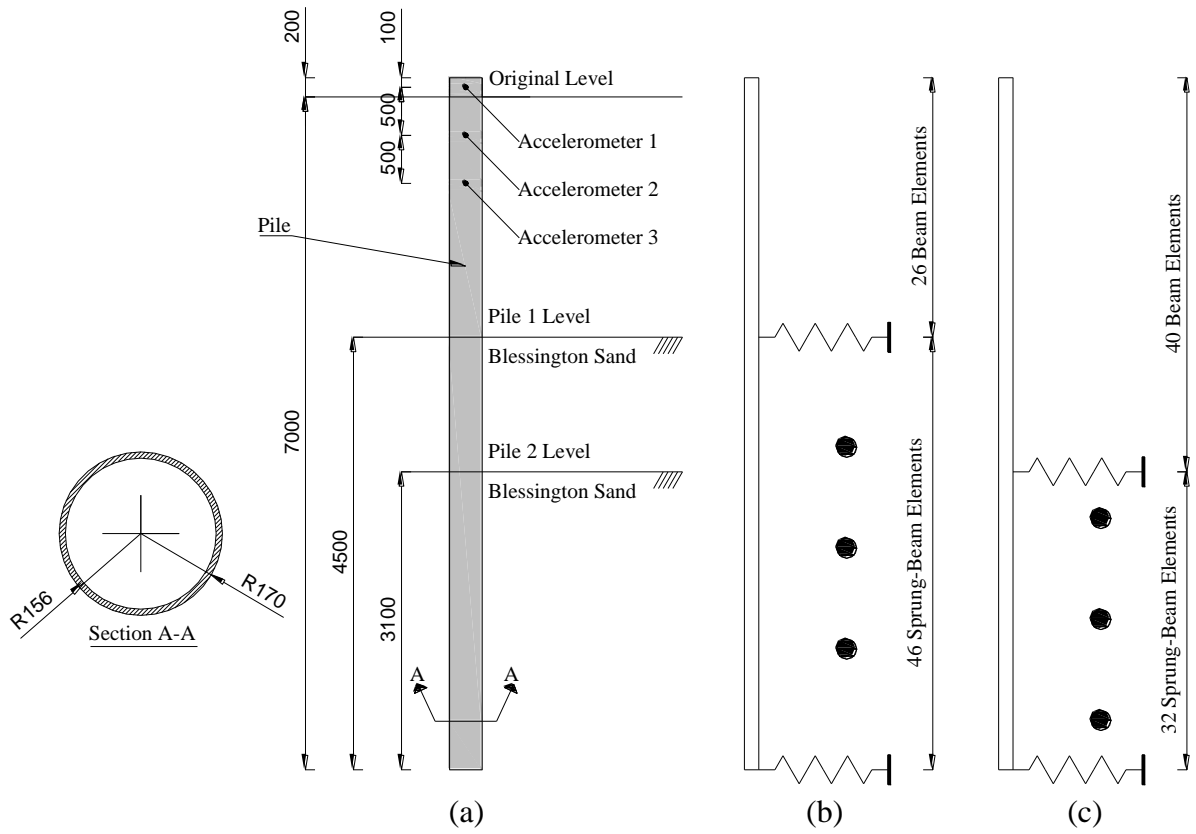 200
100
Original Level
500
Accelerometer 1
500
Accelerometer 2
Pile
Accelerometer 3
26 Beam Elements
40 Beam Elements
Pile 1 Level
Blessington Sand
7000
Pile 2 Level
Blessington Sand
4500
3100
46 Sprung-Beam Elements
32 Sprung-Beam Elements
R156
R170
Section A-A
A
A
(a)
(b)
(c)